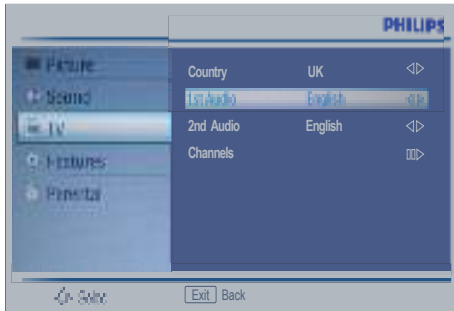 PHILIPS
Picture
Sound
TV
Features
Parental
Country UK
1st Audio English
2nd Audio English
Channels
Select
Exit Back